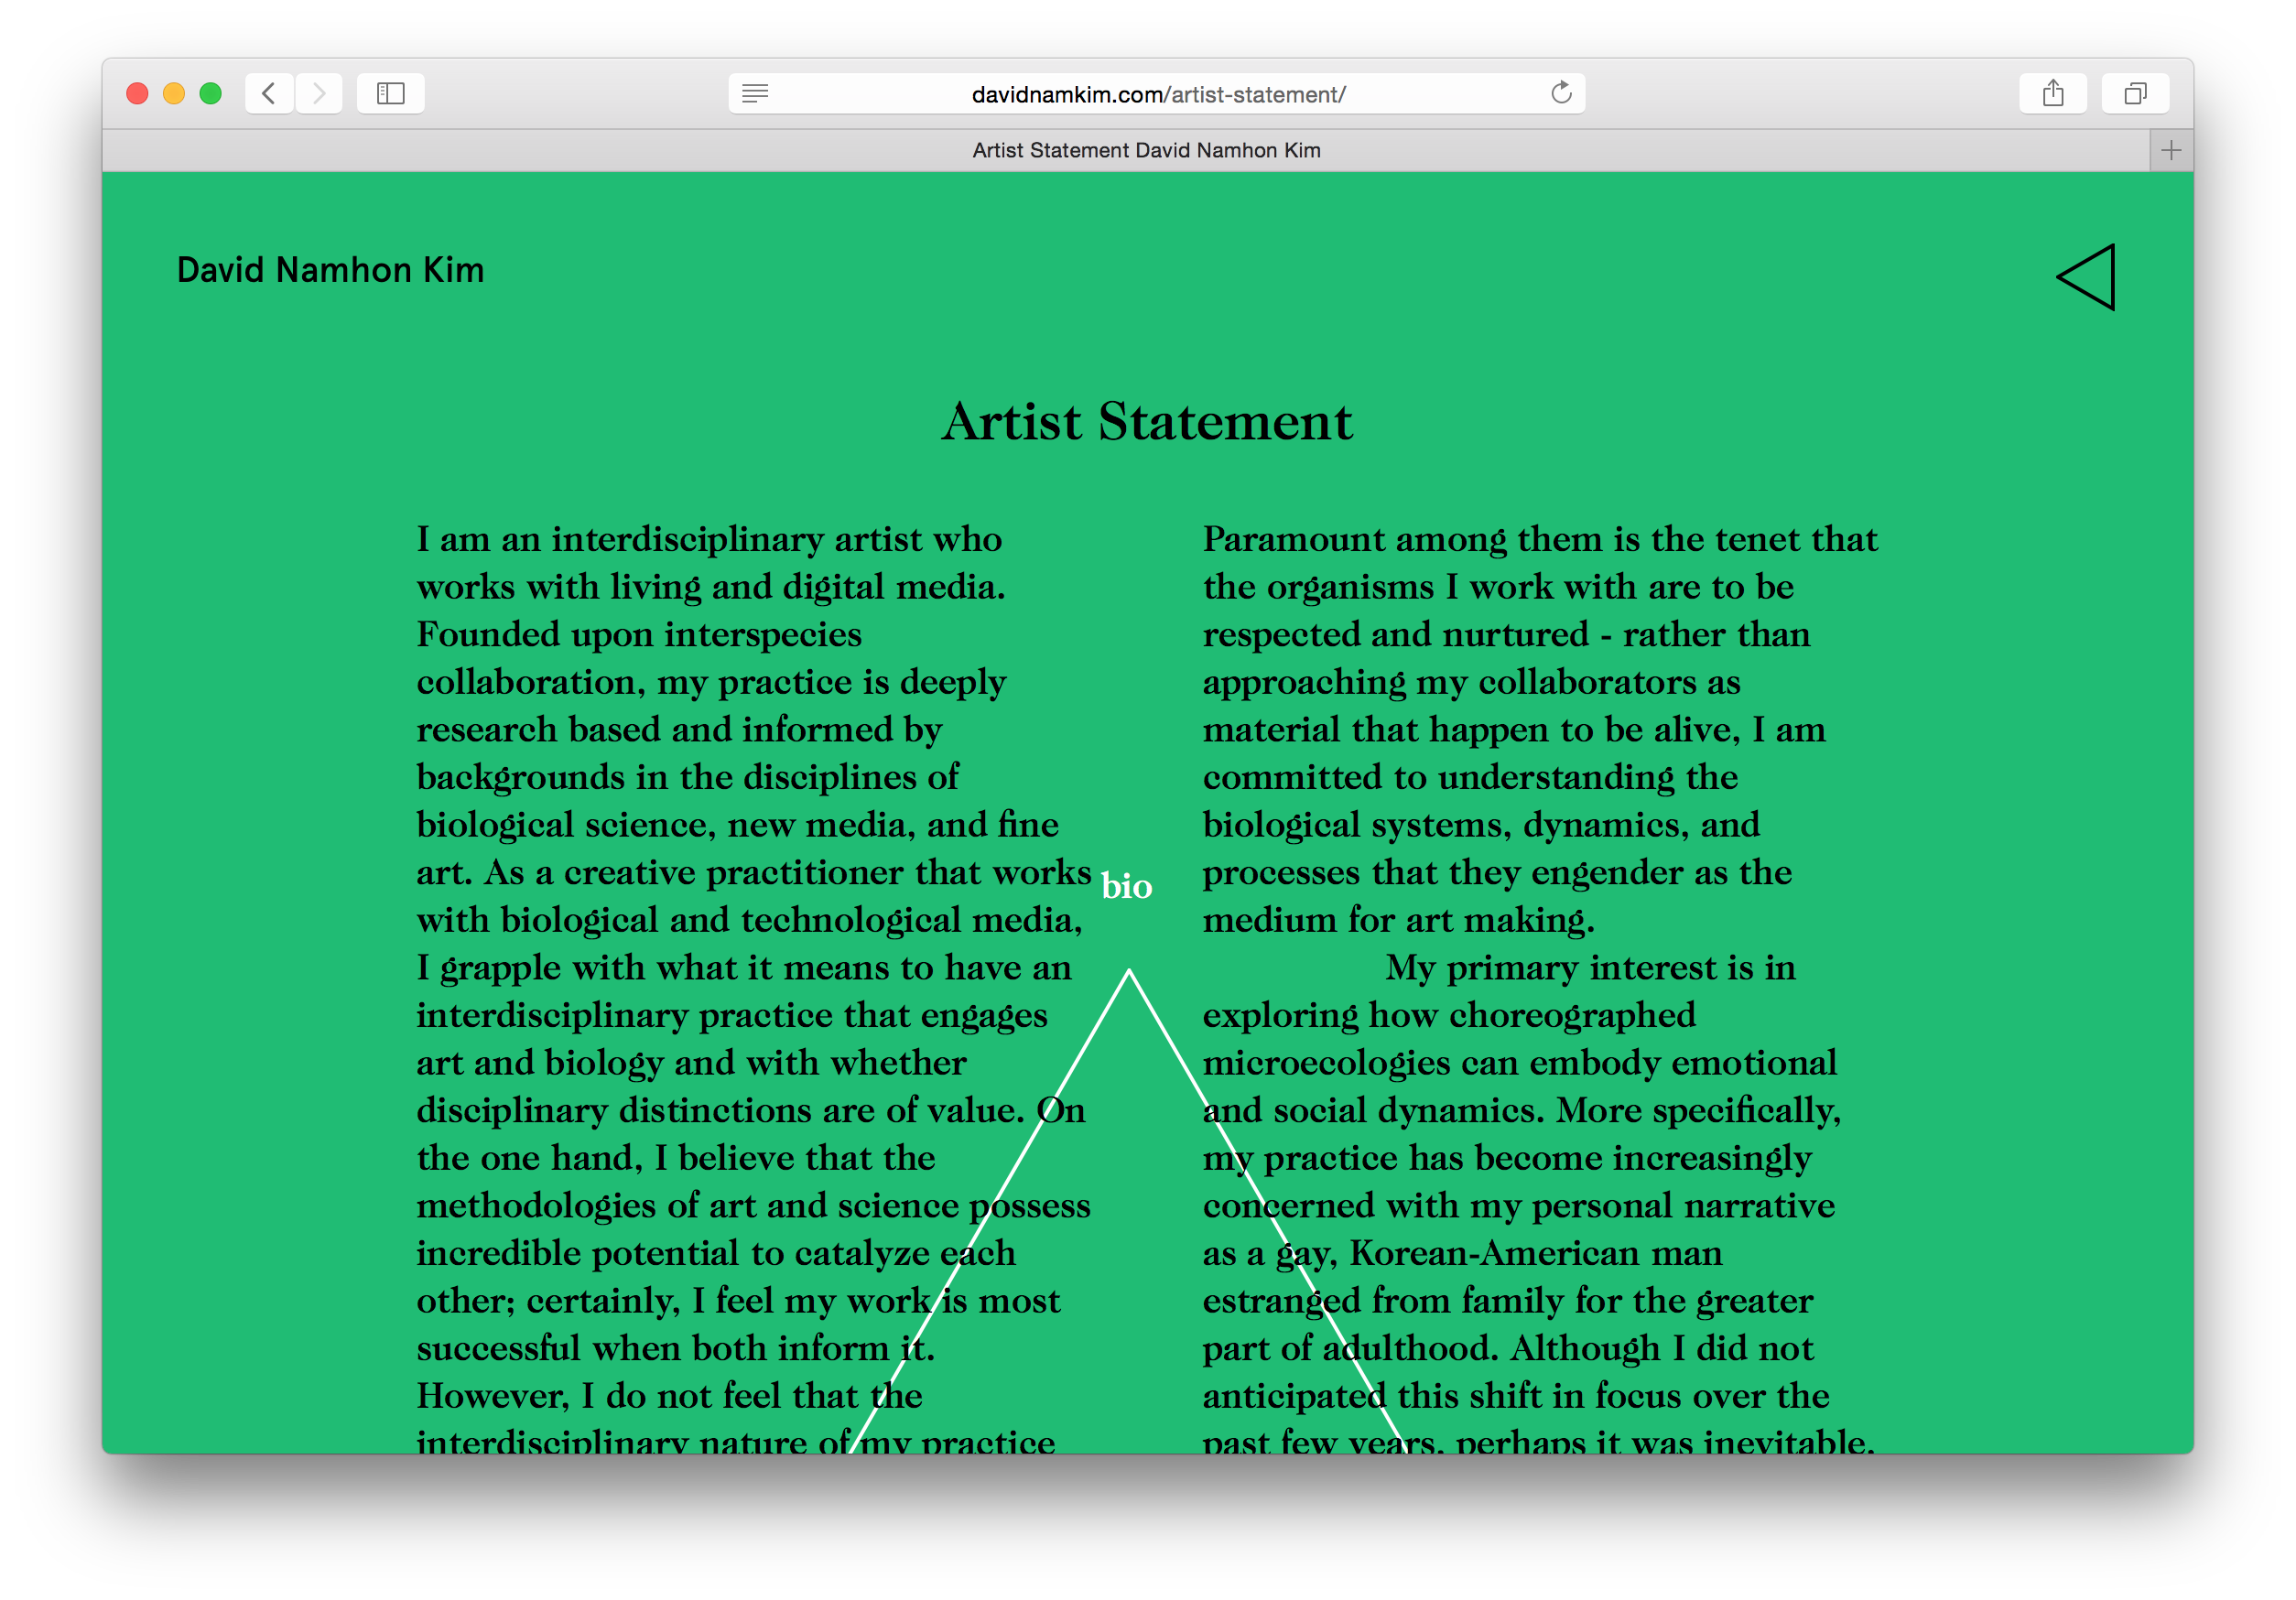 davidnamkim.com/artist-statement/
Artist Statement David Namhon Kim
David Namhon Kim
Artist Statement
I am an interdisciplinary artist who
works with living and digital media.
Founded upon interspecies
collaboration, my practice is deeply
research based and informed by
backgrounds in the disciplines of
biological science, new media, and fine
art. As a creative practitioner that works
with biological and technological media,
I grapple with what it means to have an
interdisciplinary practice that engages
art and biology and with whether
disciplinary distinctions are of value. On
the one hand, I believe that the
methodologies of art and science possess
incredible potential to catalyze each
other; certainly, I feel my work is most
successful when both inform it.
However, I do not feel that the
interdisciplinary nature of my practice
bio
Paramount among them is the tenet that
the organisms I work with are to be
respected and nurtured - rather than
approaching my collaborators as
material that happen to be alive, I am
committed to understanding the
biological systems, dynamics, and
processes that they engender as the
medium for art making.
My primary interest is in
exploring how choreographed
microecologies can embody emotional
and social dynamics. More specifically,
my practice has become increasingly
concerned with my personal narrative
as a gay, Korean-American man
estranged from family for the greater
part of adulthood. Although I did not
anticipated this shift in focus over the
past few years, perhaps it was inevitable.